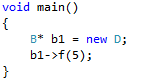 void main()
{
B* b1 = new D;
b1->f(5);
}